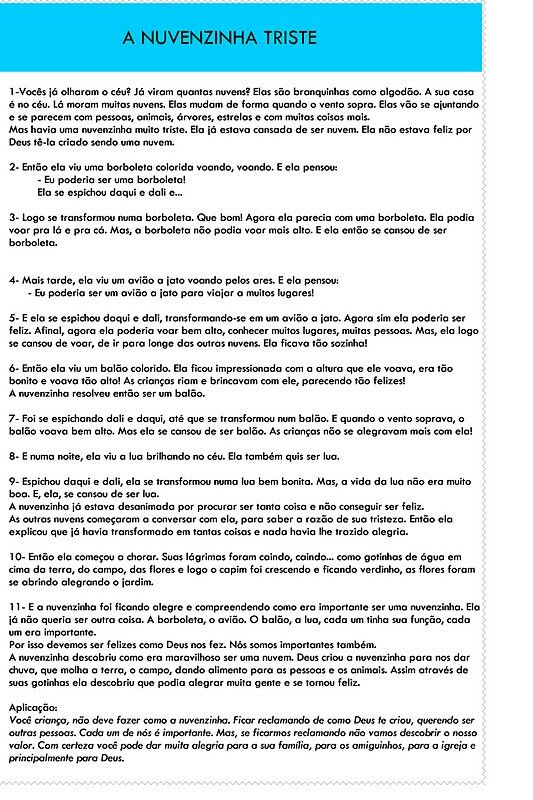 A NUVENZINHA TRISTE
1-Vocês já olharam o céu? Já viram quantas nuvens? Elas são branquinhas como algodão. A sua casa
é no céu. Lá moram muitas nuvens. Elas mudam de forma quando o vento sopra. Elas vão se ajuntando
e se parecem com pessoas, animais, árvores, estrelas e com muitas coisas mais.
Mas havia uma nuvenzinha muito triste. Ela já estava cansada de ser nuvem. Ela não estava feliz por
Deus tê-la criado sendo uma nuvem.
2- Então ela viu uma borboleta colorida voando, voando. E ela pensou:
- Eu poderia ser uma borboleta!
Ela se espichou daqui e dali e...
3- Logo se transformou numa borboleta. Que bom! Agora ela parecia com uma borboleta. Ela podia
voar pra lá e pra cá. Mas, a borboleta não podia voar mais alto. E ela então se cansou de ser
borboleta.
4- Mais tarde, ela viu um avião a jato voando pelos ares. E ela pensou:
- Eu poderia ser um avião a jato para viajar a muitos lugares!
5- E ela se espichou daqui e dali, transformando-se em um avião a jato. Agora sim ela poderia ser
feliz. Afinal, agora ela poderia voar bem alto, conhecer muitos lugares, muitas pessoas. Mas, ela logo
se cansou de voar, de ir para longe das outras nuvens. Ela ficava tão sozinha!
6- Então ela viu um balão colorido. Ela ficou impressionada com a altura que ele voava, era tão
bonito e voava tão alto! As crianças riam e brincavam com ele, parecendo tão felizes!
A nuvenzinha resolveu então ser um balão.
7- Foi se espichando dali e daqui, até que se transformou num balão. E quando o vento soprava, o
balão voava bem alto. Mas ela se cansou de ser balão. As crianças não se alegravam mais com ela!
8- E numa noite, ela viu a lua brilhando no céu. Ela também quis ser lua.
9- Espichou daqui e dali, ela se transformou numa lua bem bonita. Mas, a vida da lua não era muito
boa. E, ela, se cansou de ser lua.
A nuvenzinha já estava desanimada por procurar ser tanta coisa e não conseguir ser feliz.
As outras nuvens começaram a conversar com ela, para saber a razão de sua tristeza. Então ela
explicou que já havia transformado em tantas coisas e nada havia lhe trazido alegria.
10- Então ela começou a chorar. Suas lágrimas foram caindo, caindo... como gotinhas de água em
cima da terra, do campo, das flores e logo o capim foi crescendo e ficando verdinho, as flores foram
se abrindo alegrando o jardim.
11- E a nuvenzinha foi ficando alegre e compreendendo como era importante ser uma nuvenzinha. Ela
já não queria ser outra coisa. A borboleta, o avião. O balão, a lua, cada um tinha sua função, cada
um era importante.
Por isso devemos ser felizes como Deus nos fez. Nós somos importantes também.
A nuvenzinha descobriu como era maravilhoso ser uma nuvem. Deus criou a nuvenzinha para nos dar
chuva, que molha a terra, o campo, dando alimento para as pessoas e os animais. Assim através de
suas gotinhas ela descobriu que podia alegrar muita gente e se tornou feliz.
Aplicação:
Você criança, não deve fazer como a nuvenzinha. Ficar reclamando de como Deus te criou, querendo ser
outras pessoas. Cada um de nós é importante. Mas, se ficarmos reclamando não vamos descobrir o nosso
valor. Com certeza você pode dar muita alegria para a sua família, para os amiguinhos, para a igreja e
principalmente para Deus.